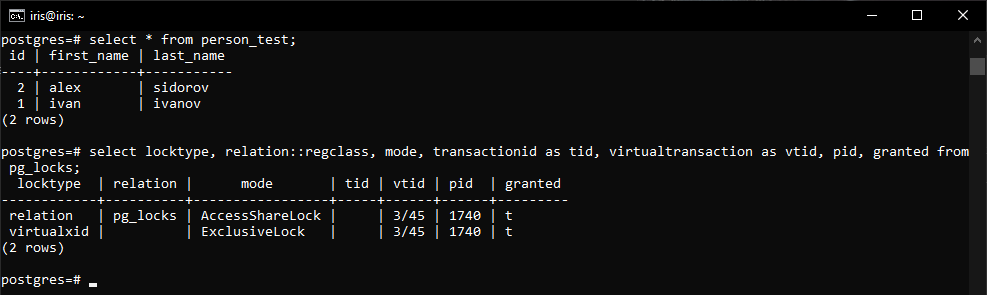 iris@iris: ~
postgres=# select * from person_test;
 id | first_name | last_name
----+------------+-----------
  2 | alex       | sidorov
  1 | ivan       | ivanov
(2 rows)
postgres=# select locktype, relation::regclass, mode, transactionid as tid, virtualtransaction as vtid, pid, granted from
 pg_locks;
  locktype  | relation |      mode       | tid | vtid | pid  | granted
------------+----------+-----------------+-----+------+------+---------
 relation   | pg_locks | AccessShareLock |     | 3/45 | 1740 | t
 virtualxid |          | ExclusiveLock   |     | 3/45 | 1740 | t
(2 rows)
postgres=#